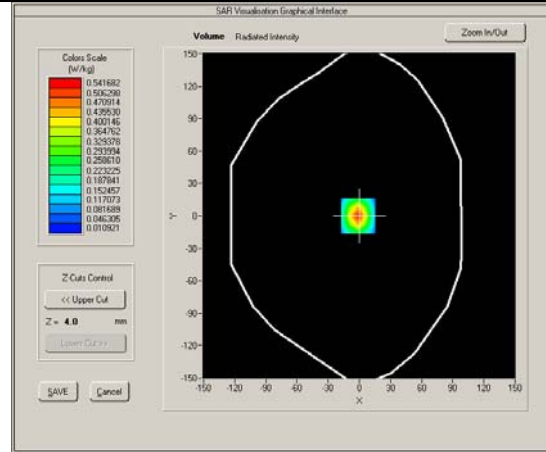 SAR Visualisation Graphical Interface
Volume Radiated Intensity
Zoom In/Out
Colors Scale
(W/kg)
0.541682
0.506298
0.470914
0.435530
0.400146
0.364762
0.329378
0.293994
0.258610
0.223225
0.187841
0.152457
0.117073
0.081689
0.046305
0.010921
150
120
90
60
30
0
-30
-60
-90
-120
-150
Y
-150 -120 -90 -60 -30 0 30 60 90 120 150
X
Z Cuts Control
<< Upper Cut
Z = 4.0 mm
Lower Cut >>
SAVE Cancel